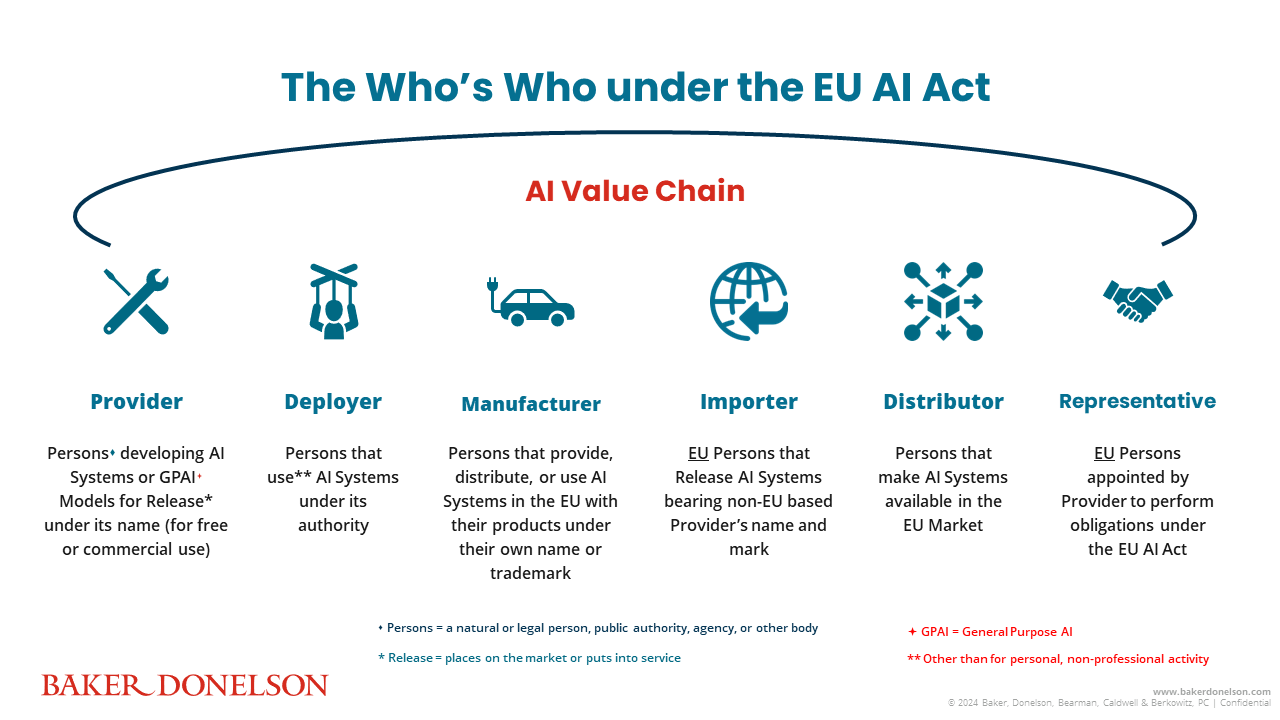 The Who’s Who under the EU AI Act
AI Value Chain
Provider
Persons♦ developing AI
Systems or GPAI✦
Models for Release*
under its name (for free
or commercial use)
Deployer
Persons that
use** AI Systems
under its
authority
Manufacturer
Persons that provide,
distribute, or use AI
Systems in the EU with
their products under
their own name or
trademark
Importer
EU Persons that
Release AI Systems
bearing non-EU based
Provider’s name and
mark
Distributor
Persons that
make AI Systems
available in the
EU Market
Representative
EU Persons
appointed by
Provider to perform
obligations under
the EU AI Act
♦ Persons = a natural or legal person, public authority, agency, or other body
* Release = places on the market or puts into service
✦ GPAI = General Purpose AI
** Other than for personal, non-professional activity
BAKER DONELSON
www.bakerdonelson.com
© 2024 Baker, Donelson, Bearman, Caldwell & Berkowitz, PC | Confidential